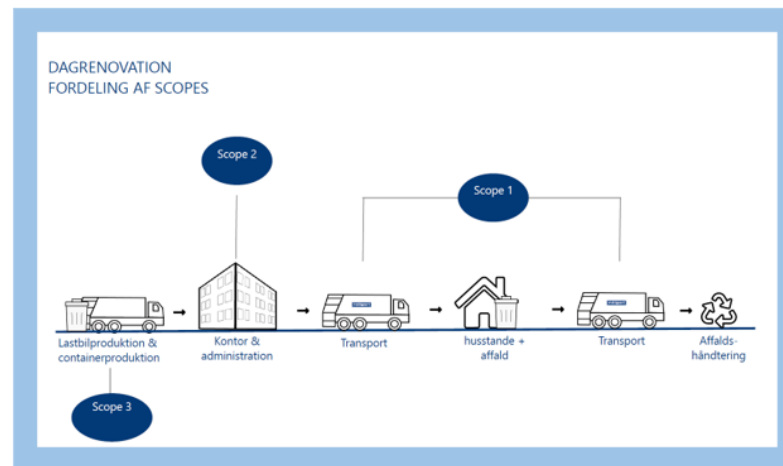 DAGRENOVATION
FORDELING AF SCOPES
Scope 2
Scope 1
Lastbilproduktion &
containerproduktion
Kontor &
administration
Transport
husstande +
affald
Transport
Affalds-
håndtering
Scope 3